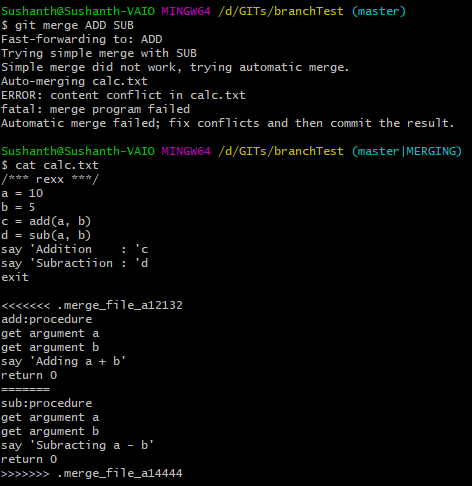 Sushanth@Sushanth-VAIO MINGW64 /d/GITs/branchTest (master)
$ git merge ADD SUB
Fast-forwarding to: ADD
Trying simple merge with SUB
Simple merge did not work, trying automatic merge.
Auto-merging calc.txt
ERROR: content conflict in calc.txt
fatal: merge program failed
Automatic merge failed; fix conflicts and then commit the result.
Sushanth@Sushanth-VAIO MINGW64 /d/GITs/branchTest (master|MERGING)
$ cat calc.txt
/*** rexx ***/
a = 10
b = 5
c = add(a, b)
d = sub(a, b)
say 'Addition    : 'c
say 'Subractiion : 'd
exit
<<<<<<< .merge_file_a12132
add:procedure
get argument a
get argument b
say 'Adding a + b'
return 0
=======
sub:procedure
get argument a
get argument b
say 'Subracting a - b'
return 0
>>>>>>> .merge_file_a14444